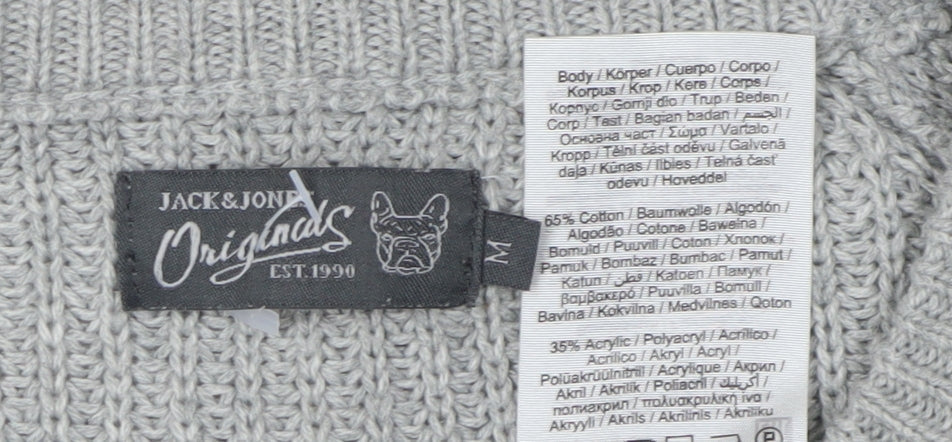 JACK & JONES
Originals
EST. 1990
M
Body / Körper / Cuerpo / Corpo /
Korpus / Krop / Kere / Corps /
Корпус / Gornji dio / Trup / Beden /
Corp / Test / Bagian badan / الجسم /
Основна част / Σώμα / Vartalo /
Kropp / Tělní část oděvu / Galvenā
daļa / Kūnas / Ilbies / Telná časť
odevu / Hoveddel
65% Cotton / Baumwolle / Algodón /
Algodão / Cotone / Bawełna /
Bomuld / Puuvill / Coton / Хлопок /
Pamuk / Bombaz / Bumbac / Pamut /
Katun / قطن / Katoen / Памук /
βαμβακερό / Puuvilla / Bomull /
Bavlna / Kokvilna / Medvilnės / Qoton
35% Acrylic / Polyacryl / Acrílico /
Acrilico / Akryl / Acryl /
Polüakrüülnitriil / Acrylique / Акрил /
Akril / Akrilik / Poliacril / أكريليك /
полиакрил / πολυακρυλική ίνα /
Akryyli / Akrils / Akrilinis / Akriliku